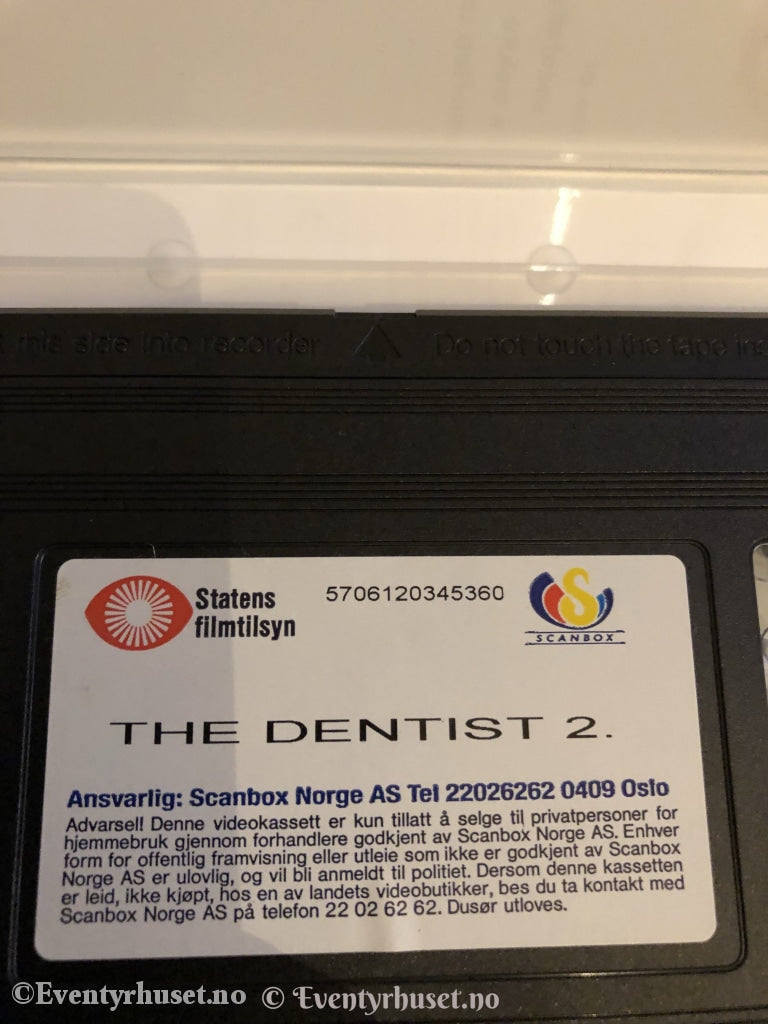 this side into recorder
Do not touch the tape
Statens
filmtilsyn
5706120345360
SCANBOX
THE DENTIST 2.
Ansvarlig: Scanbox Norge AS Tel 22026262 0409 Oslo
Advarsel! Denne videokassett er kun tillatt å selge til privatpersoner for
hjemmebruk gjennom forhandlere godkjent av Scanbox Norge AS. Enhver
form for offentlig framvisning eller utleie som ikke er godkjent av Scanbox
Norge AS er ulovlig, og vil bli anmeldt til politiet. Dersom denne kassetten
er leid, ikke kjøpt, hos en av landets videobutikker, bes du ta kontakt med
Scanbox Norge AS på telefon 22 02 62 62. Dusør utloves.
©Eventyrhuset.no © Eventyrhuset.no